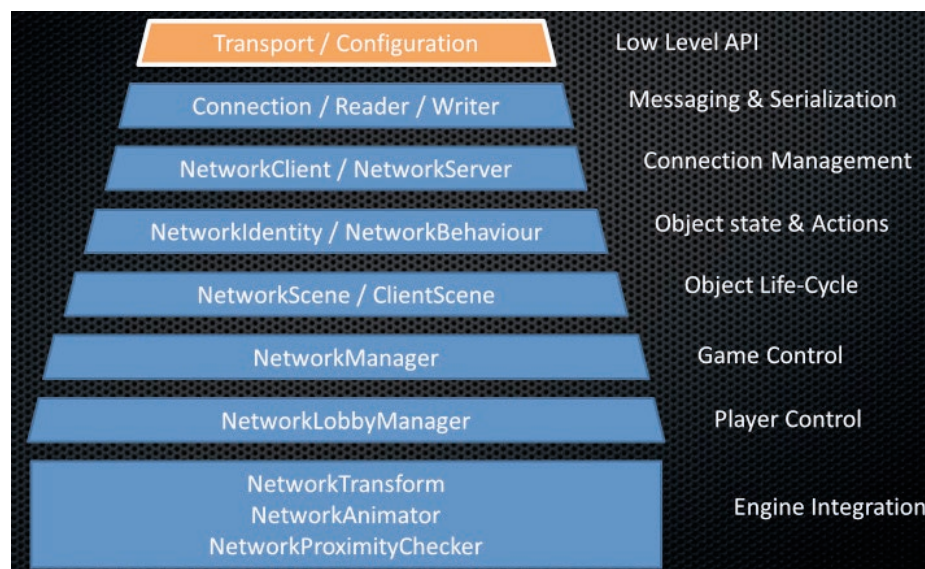 Transport / Configuration
Low Level API
Connection / Reader / Writer
Messaging & Serialization
NetworkClient / NetworkServer
Connection Management
NetworkIdentity / NetworkBehaviour
Object state & Actions
NetworkScene / ClientScene
Object Life-Cycle
NetworkManager
Game Control
NetworkLobbyManager
Player Control
NetworkTransform
NetworkAnimator
NetworkProximityChecker
Engine Integration